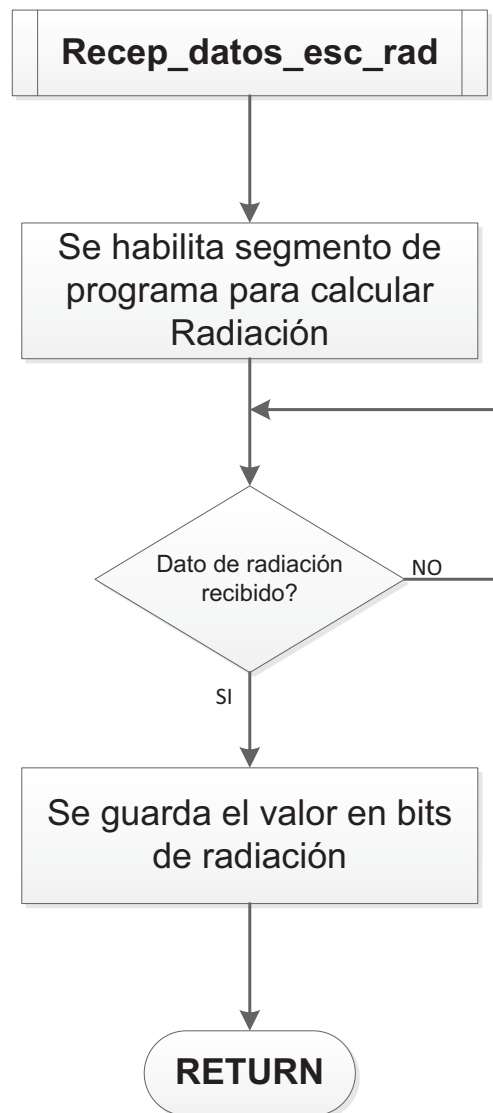 Recep_datos_esc_rad
Se habilita segmento de
programa para calcular
Radiación
Dato de radiación
recibido?
NO
SI
Se guarda el valor en bits
de radiación
RETURN